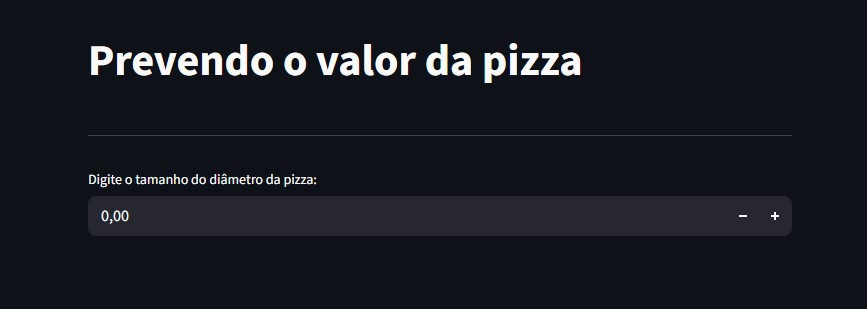 Prevendo o valor da pizza
Digite o tamanho do diâmetro da pizza:
0,00